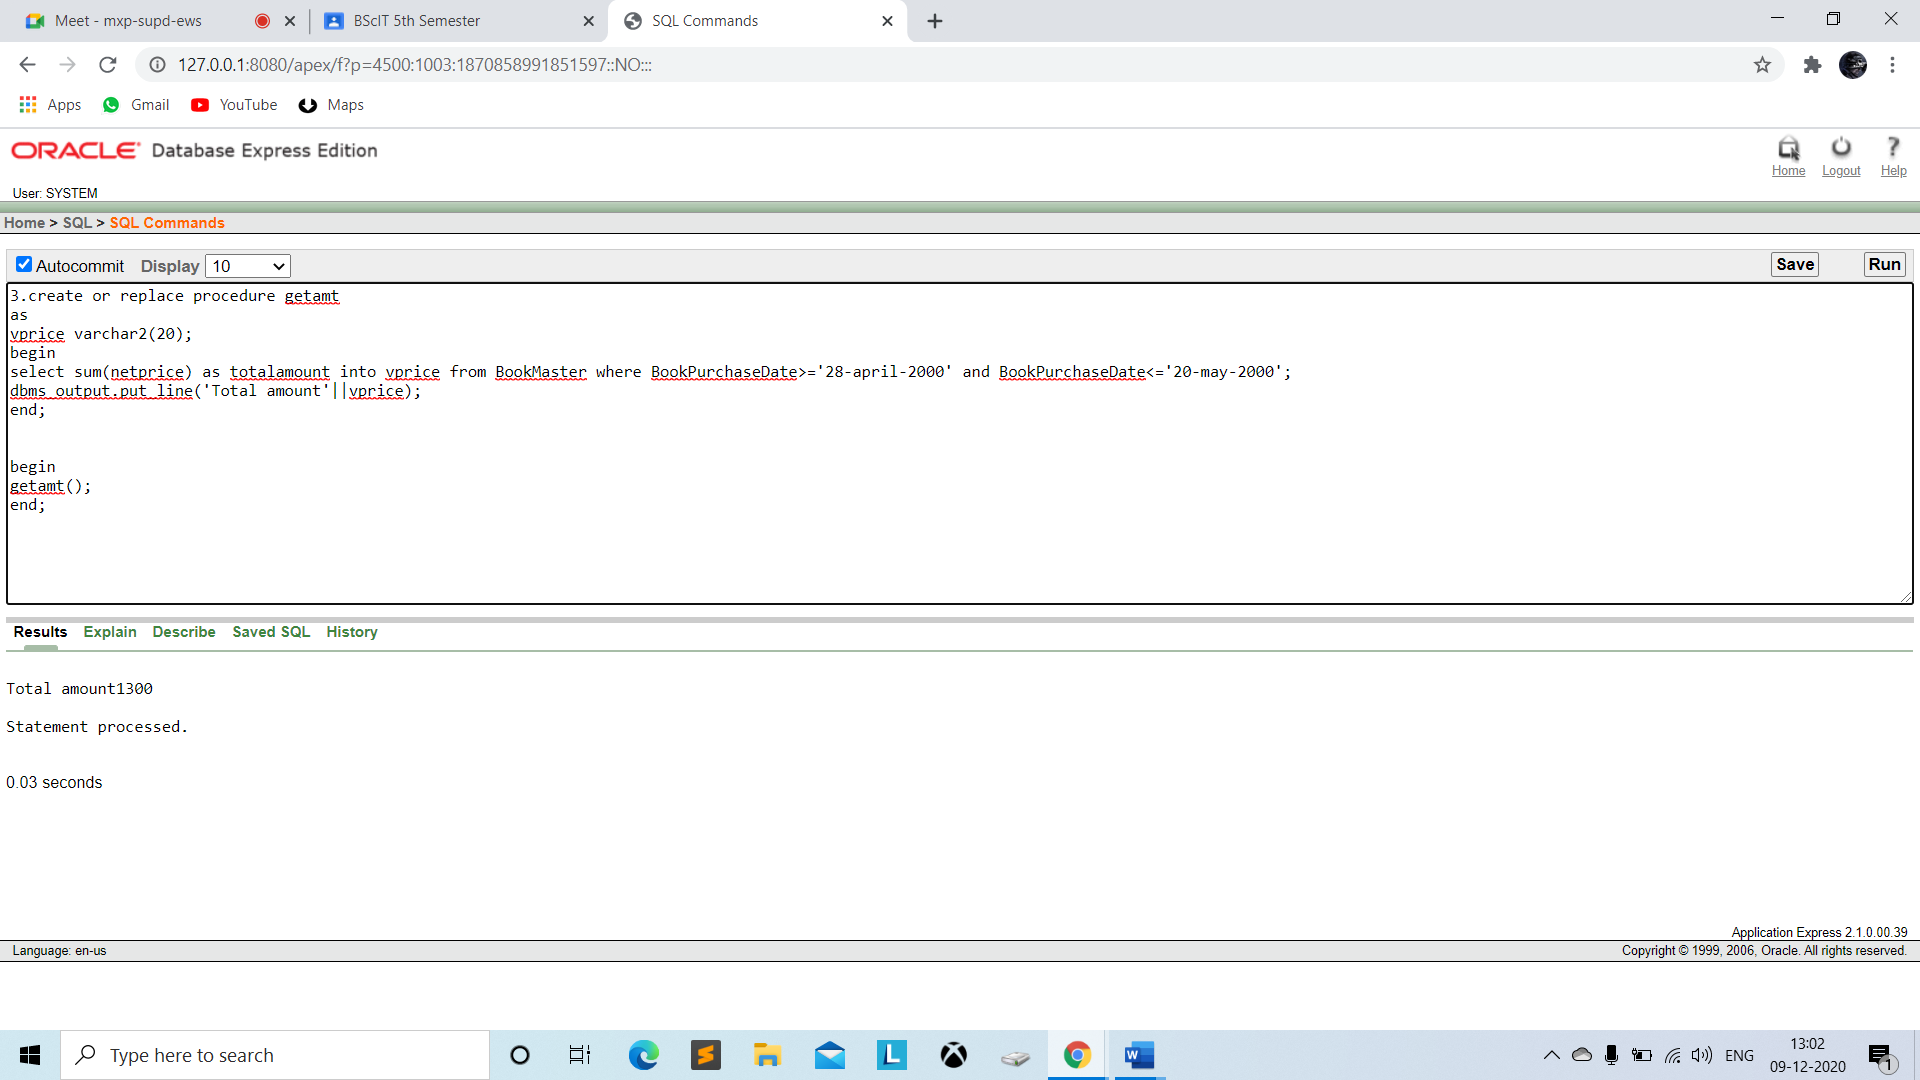 Meet - mxp-supd-ews
BScIT 5th Semester
SQL Commands
127.0.0.1:8080/apex/f?p=4500:1003:1870858991851597::NO:::
Apps Gmail YouTube Maps
ORACLE Database Express Edition
Home Logout Help
User: SYSTEM
Home > SQL > SQL Commands
Autocommit Display 10 Save Run
3.create or replace procedure getamt
as
vprice varchar2(20);
begin
select sum(netprice) as totalamount into vprice from BookMaster where BookPurchaseDate>='28-april-2000' and BookPurchaseDate<='20-may-2000';
dbms_output.put_line('Total amount'||vprice);
end;
begin
getamt();
end;
Results Explain Describe Saved SQL History
Total amount1300
Statement processed.
0.03 seconds
Application Express 2.1.0.00.39
Language: en-us Copyright © 1999, 2006, Oracle. All rights reserved.
Type here to search
ENG
13:02
09-12-2020
1